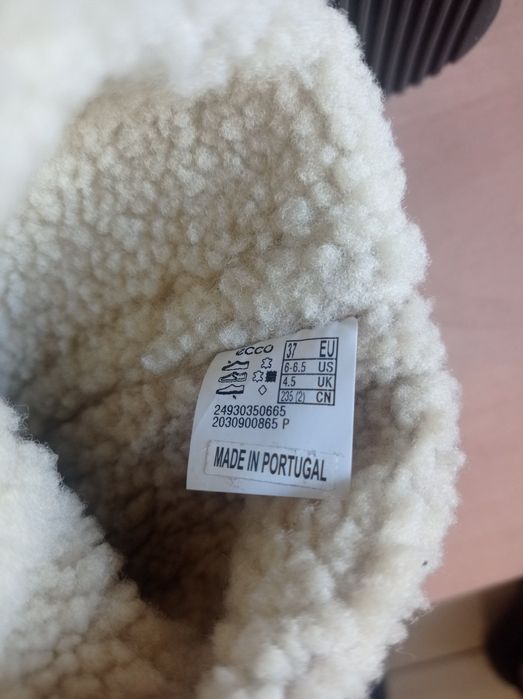 ecco
37 EU
6-6.5 US
4.5 UK
235 (2) CN
24930350665
2030900865 P
MADE IN PORTUGAL